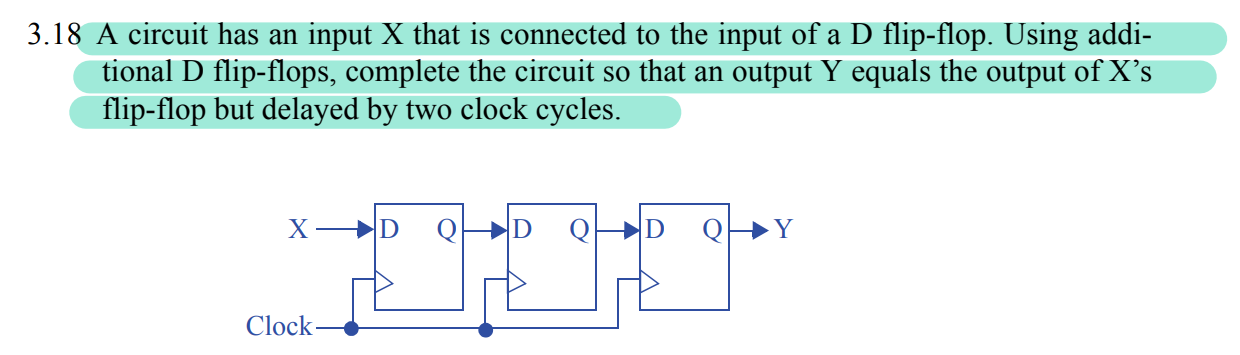 3.18 A circuit has an input X that is connected to the input of a D flip-flop. Using addi-
tional D flip-flops, complete the circuit so that an output Y equals the output of X’s
flip-flop but delayed by two clock cycles.
X D Q D Q D Q Y
Clock